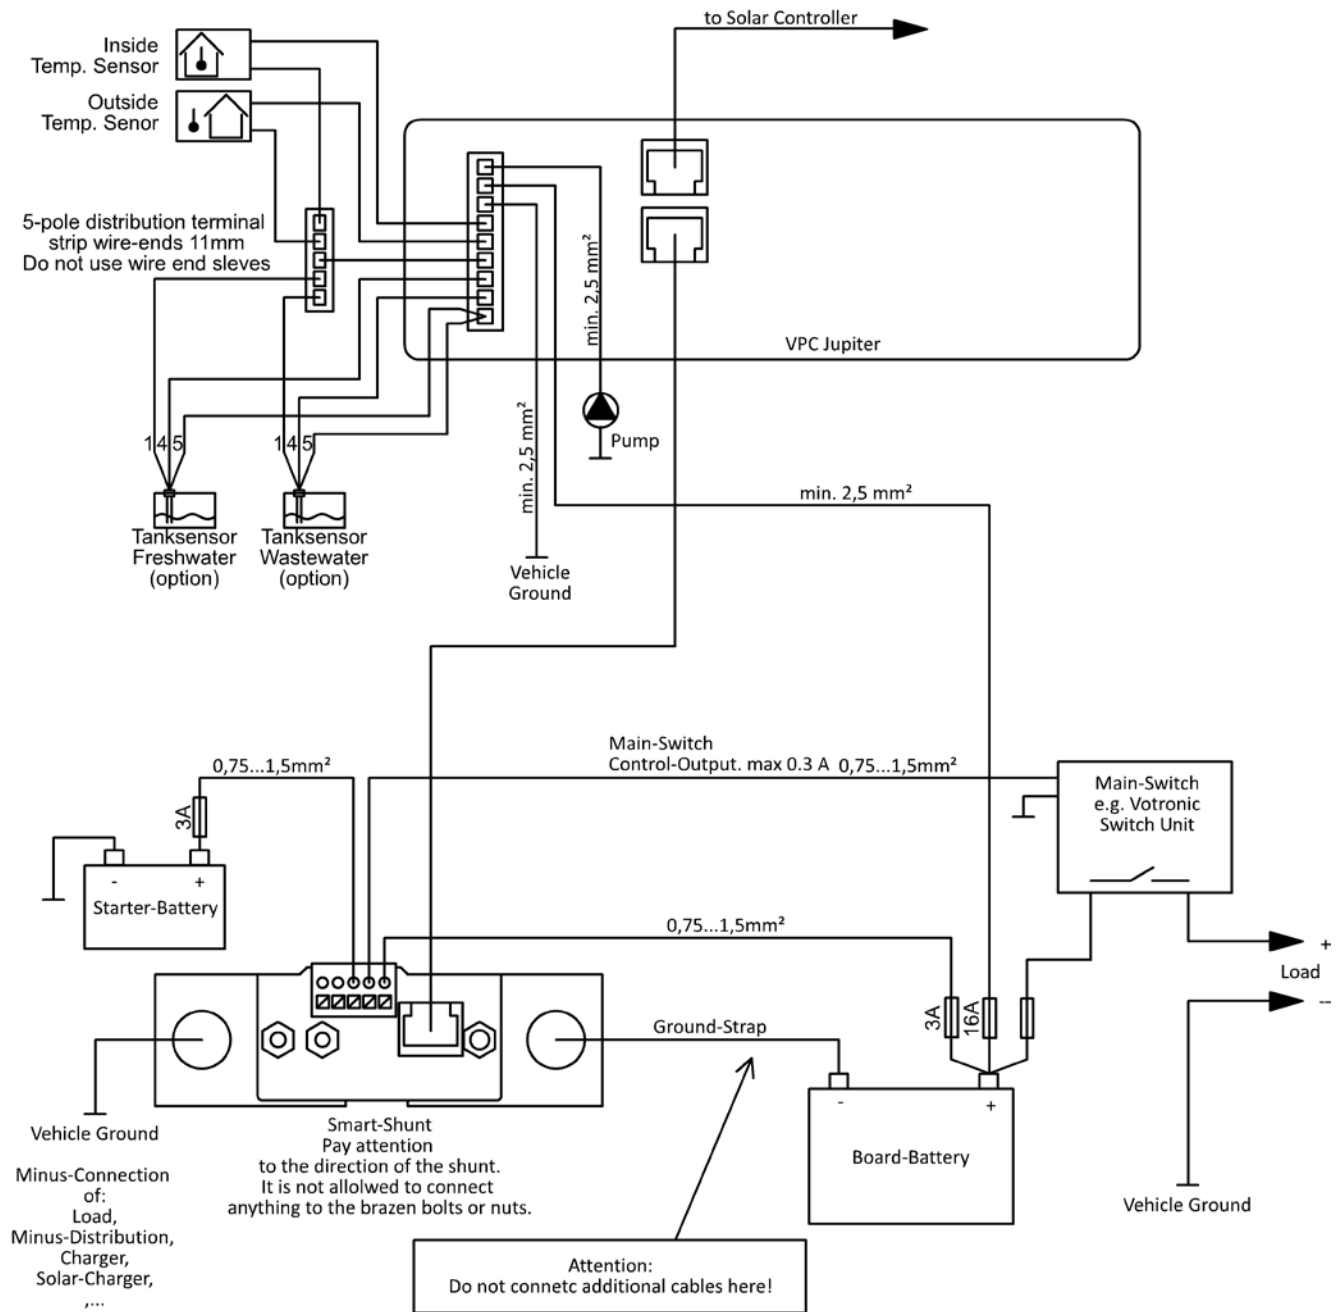 to Solar Controller
Inside
Temp. Sensor
Outside
Temp. Senor
5-pole distribution terminal
strip wire-ends 11mm
Do not use wire end sleves
min. 2,5 mm²
VPC Jupiter
Pump
min. 2,5 mm²
min. 2,5 mm²
1 4 5
1 4 5
Tanksensor
Freshwater
(option)
Tanksensor
Wastewater
(option)
Vehicle
Ground
Main-Switch
Control-Output. max 0.3 A
0,75...1,5mm²
0,75...1,5mm²
Main-Switch
e.g. Votronic
Switch Unit
3A
- +
Starter-Battery
0,75...1,5mm²
+
Load
--
3A
16A
Ground-Strap
- +
Board-Battery
Vehicle Ground
Vehicle Ground
Minus-Connection
of:
Load,
Minus-Distribution,
Charger,
Solar-Charger,
,...
Smart-Shunt
Pay attention
to the direction of the shunt.
It is not allolwed to connect
anything to the brazen bolts or nuts.
Attention:
Do not connetc additional cables here!